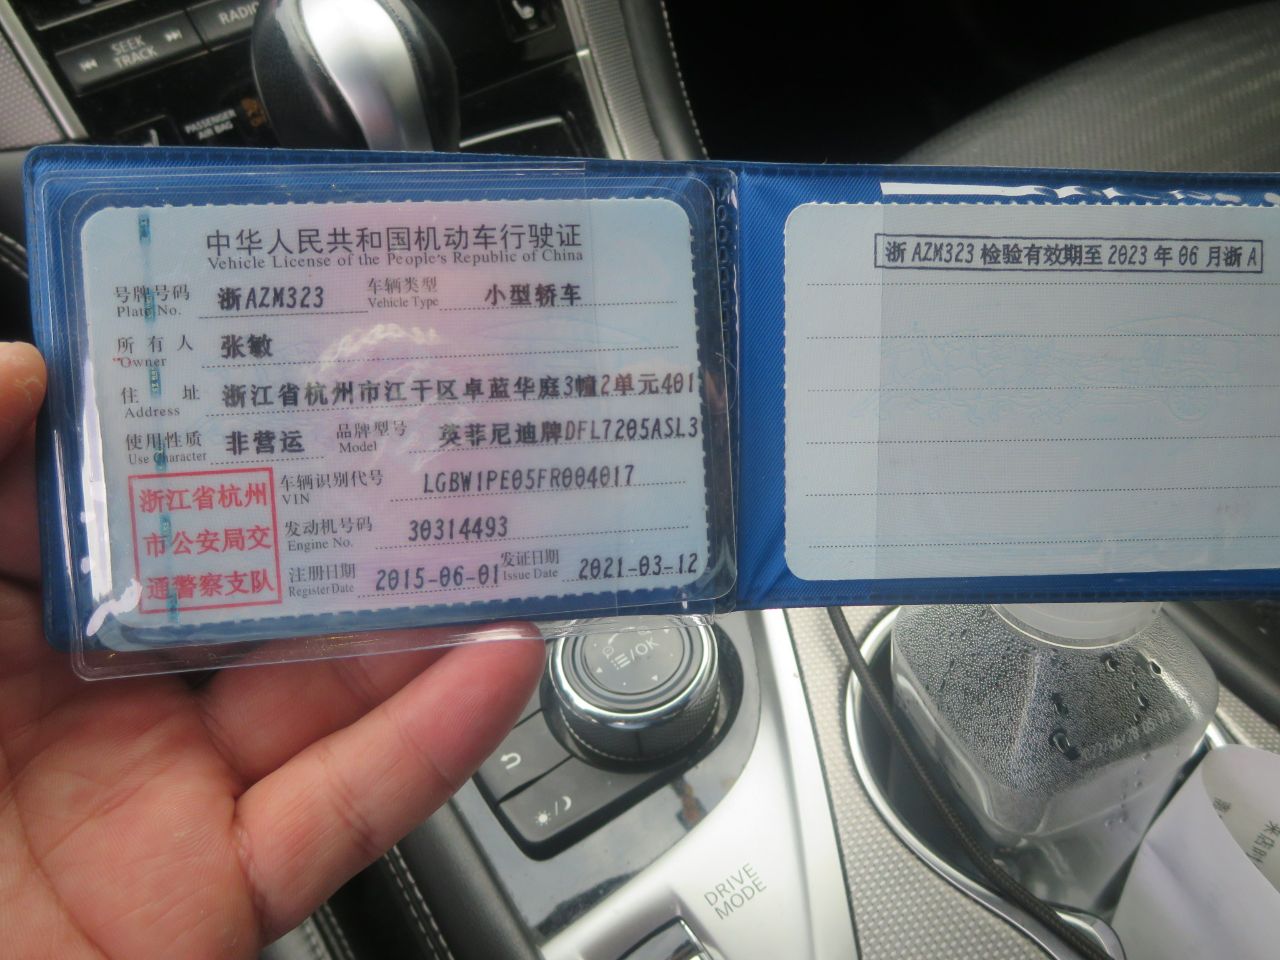 SEEK
TRACK
RADIO
PASSENGER
AIR BAG
中华人民共和国机动车行驶证
Vehicle License of the People's Republic of China
号牌号码 浙AZM323 车辆类型 小型轿车
Plate No. Vehicle Type
所有人 张敏
Owner
住址 浙江省杭州市江干区卓蓝华庭3幢2单元401
Address
使用性质 非营运 品牌型号 英菲尼迪牌DFL7205ASL3
Use Character Model
浙江省杭州
市公安局交
通警察支队
车辆识别代号 LGBW1PE05FR004017
VIN
发动机号码 30314493
Engine No.
注册日期 2015-06-01 发证日期 2021-03-12
Register Date Issue Date
浙AZM323检验有效期至2023年06月浙A
/OK
DRIVE
MODE